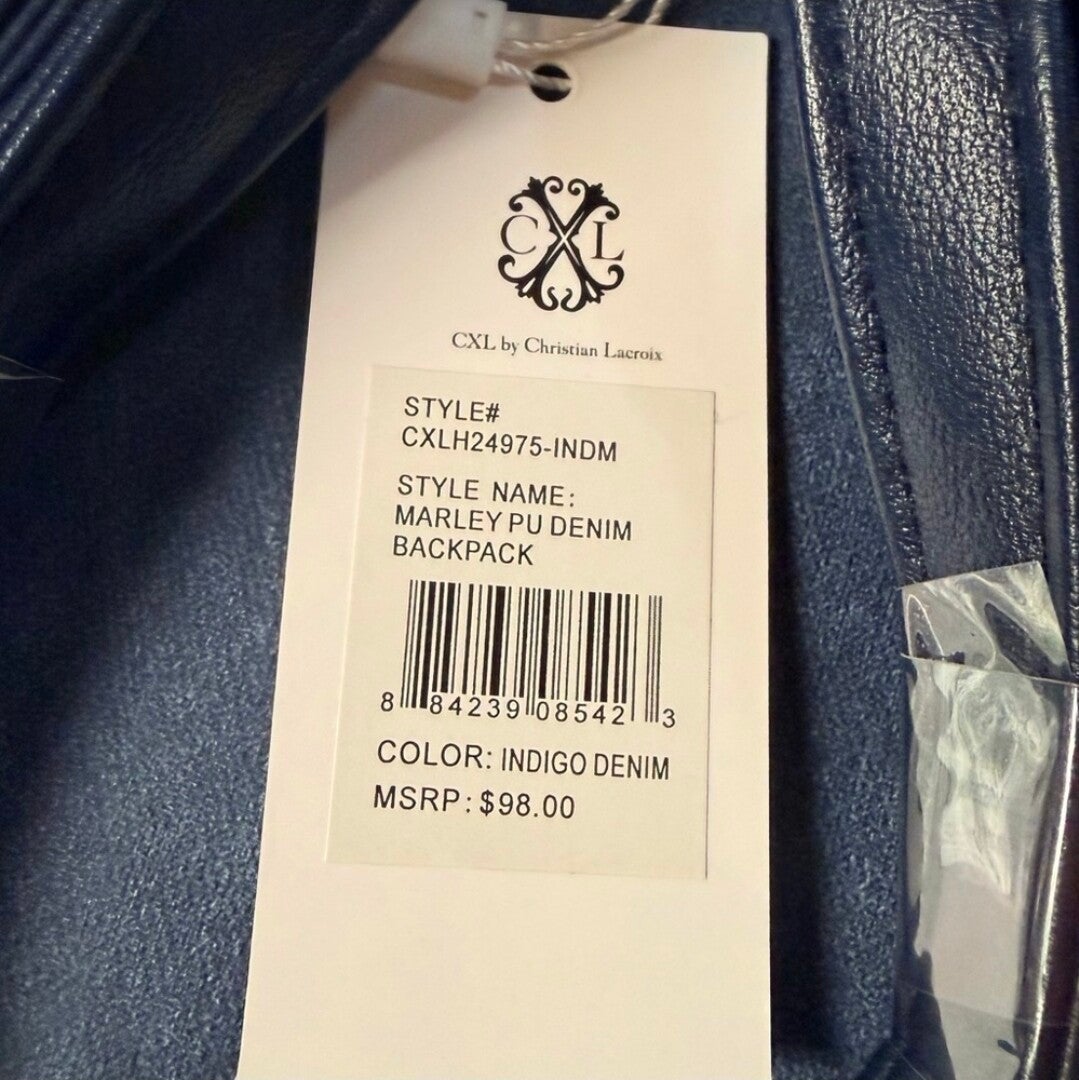 C X L
CXL by Christian Lacroix
STYLE#
CXLH24975-INDM
STYLE NAME:
MARLEY PU DENIM
BACKPACK
8 84239 08542 3
COLOR: INDIGO DENIM
MSRP: $98.00